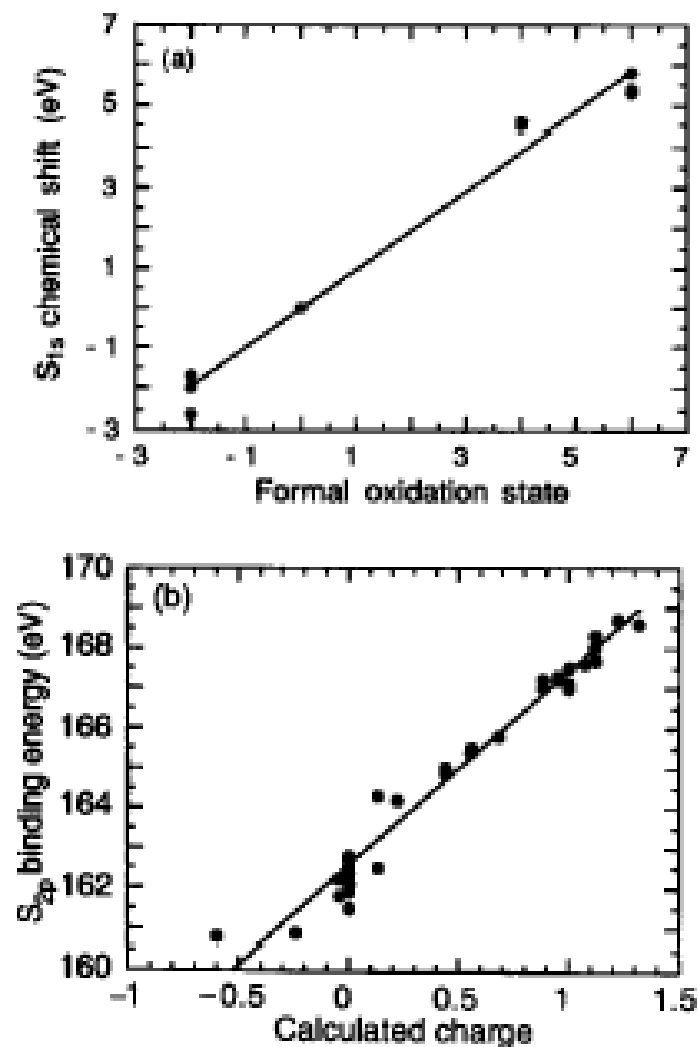 7
(a)
5
3
1
- 1
- 3
S1s chemical shift (eV)
- 3 - 1 1 3 5 7
Formal oxidation state
170
(b)
168
166
164
162
160
S2p binding energy (eV)
−1 −0.5 0 0.5 1 1.5
Calculated charge